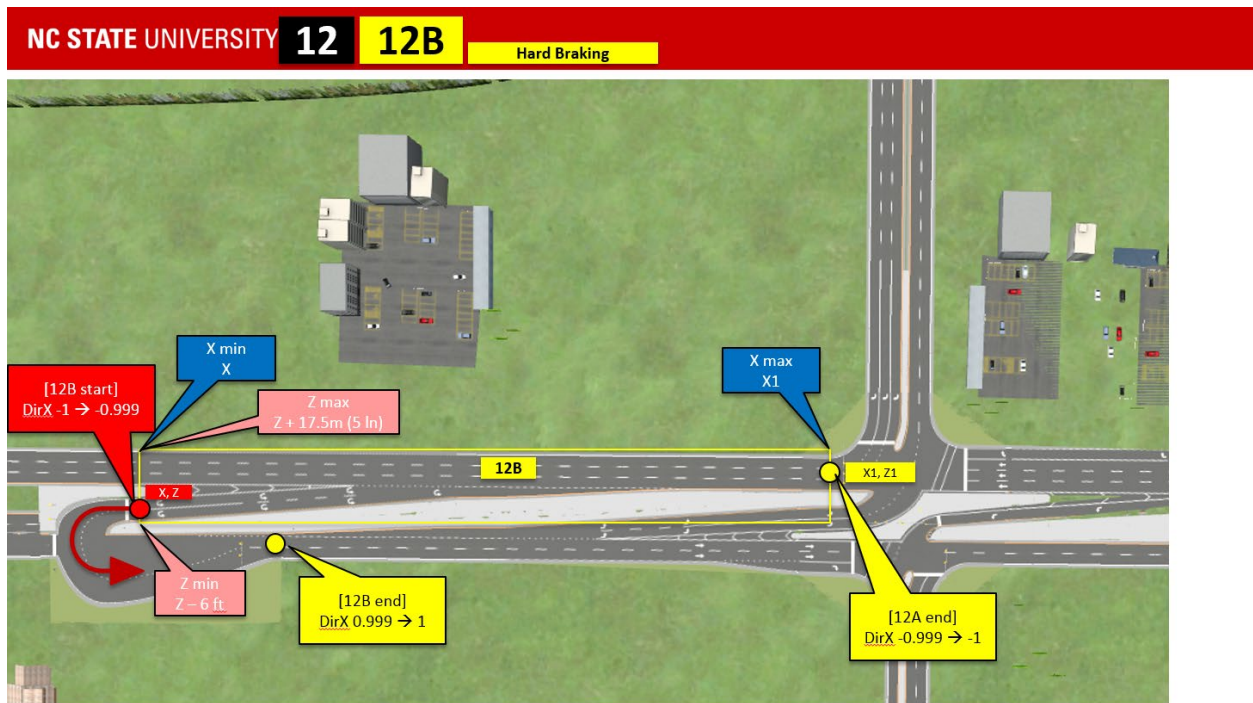 NC STATE UNIVERSITY
12
12B
Hard Braking
X min
X
X max
X1
[12B start]
DirX -1 → -0.999
Z max
Z + 17.5m (5 ln)
12B
X1, Z1
X, Z
Z min
Z – 6 ft
[12B end]
DirX 0.999 → 1
[12A end]
DirX -0.999 → -1